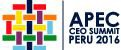 APEC
CEO SUMMIT
PERU 2016